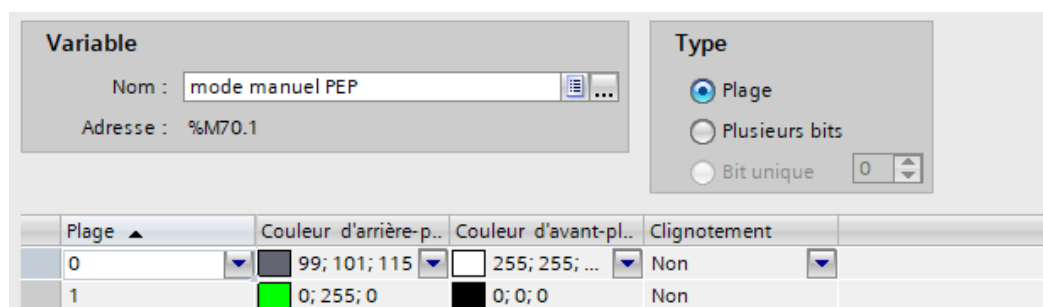 Variable
Type
Nom : mode manuel PEP ...
Plage
Adresse : %M70.1
Plusieurs bits
Bit unique 0
Plage Couleur d'arrière-p.. Couleur d'avant-pl.. Clignotement
0 99; 101; 115 255; 255; ... Non
1 0; 255; 0 0; 0; 0 Non